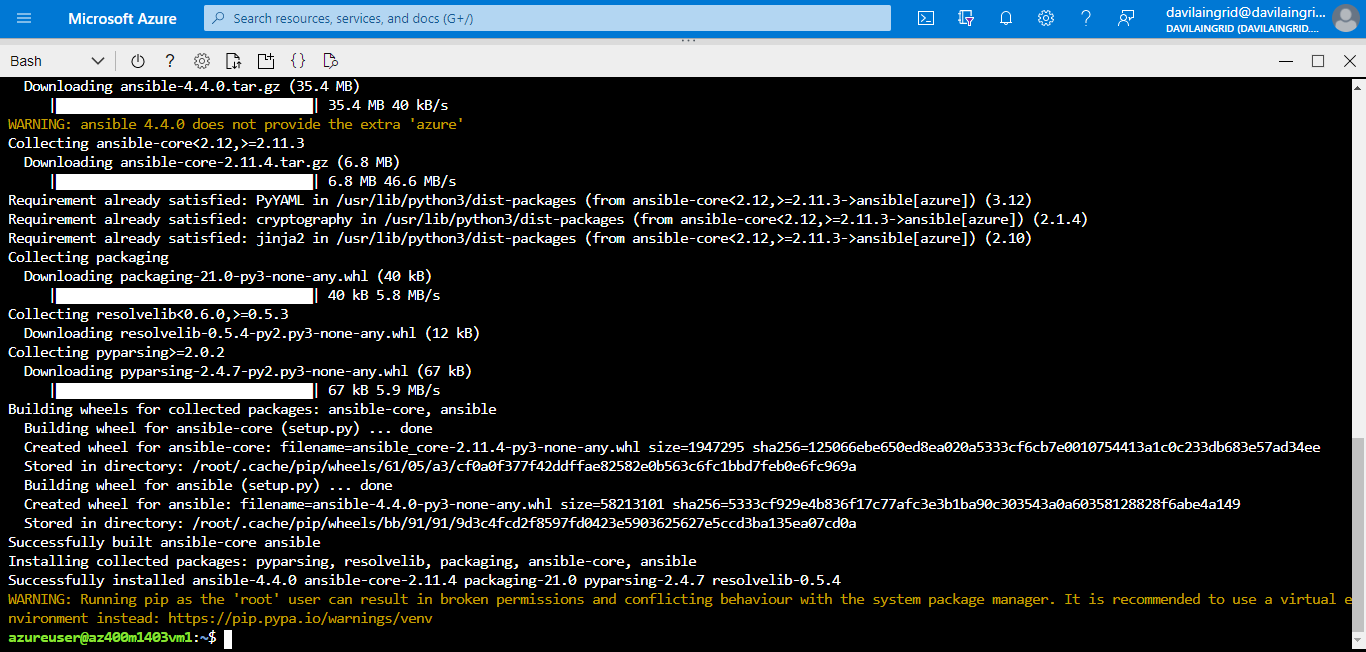 Microsoft Azure
Search resources, services, and docs (G+/)
davilaingrid@davilaingri...
DAVILAINGRID (DAVILAINGRID....
Bash
Downloading ansible-4.4.0.tar.gz (35.4 MB)
| 35.4 MB 40 kB/s
WARNING: ansible 4.4.0 does not provide the extra 'azure'
Collecting ansible-core<2.12,>=2.11.3
Downloading ansible-core-2.11.4.tar.gz (6.8 MB)
| 6.8 MB 46.6 MB/s
Requirement already satisfied: PyYAML in /usr/lib/python3/dist-packages (from ansible-core<2.12,>=2.11.3->ansible[azure]) (3.12)
Requirement already satisfied: cryptography in /usr/lib/python3/dist-packages (from ansible-core<2.12,>=2.11.3->ansible[azure]) (2.1.4)
Requirement already satisfied: jinja2 in /usr/lib/python3/dist-packages (from ansible-core<2.12,>=2.11.3->ansible[azure]) (2.10)
Collecting packaging
Downloading packaging-21.0-py3-none-any.whl (40 kB)
| 40 kB 5.8 MB/s
Collecting resolvelib<0.6.0,>=0.5.3
Downloading resolvelib-0.5.4-py2.py3-none-any.whl (12 kB)
Collecting pyparsing>=2.0.2
Downloading pyparsing-2.4.7-py2.py3-none-any.whl (67 kB)
| 67 kB 5.9 MB/s
Building wheels for collected packages: ansible-core, ansible
Building wheel for ansible-core (setup.py) ... done
Created wheel for ansible-core: filename=ansible_core-2.11.4-py3-none-any.whl size=1947295 sha256=125066ebe650ed8ea020a5333cf6cb7e0010754413a1c0c233db683e57ad34ee
Stored in directory: /root/.cache/pip/wheels/61/05/a3/cf0a0f377f42ddffae82582e0b563c6fc1bbd7feb0e6fc969a
Building wheel for ansible (setup.py) ... done
Created wheel for ansible: filename=ansible-4.4.0-py3-none-any.whl size=58213101 sha256=5333cf929e4b836f17c77afc3e3b1ba90c303543a0a60358128828f6abe4a149
Stored in directory: /root/.cache/pip/wheels/bb/91/91/9d3c4fcd2f8597fd0423e5903625627e5ccd3ba135ea07cd0a
Successfully built ansible-core ansible
Installing collected packages: pyparsing, resolvelib, packaging, ansible-core, ansible
Successfully installed ansible-4.4.0 ansible-core-2.11.4 packaging-21.0 pyparsing-2.4.7 resolvelib-0.5.4
WARNING: Running pip as the 'root' user can result in broken permissions and conflicting behaviour with the system package manager. It is recommended to use a virtual e
nvironment instead: https://pip.pypa.io/warnings/venv
azureuser@az400m1403vm1:~$